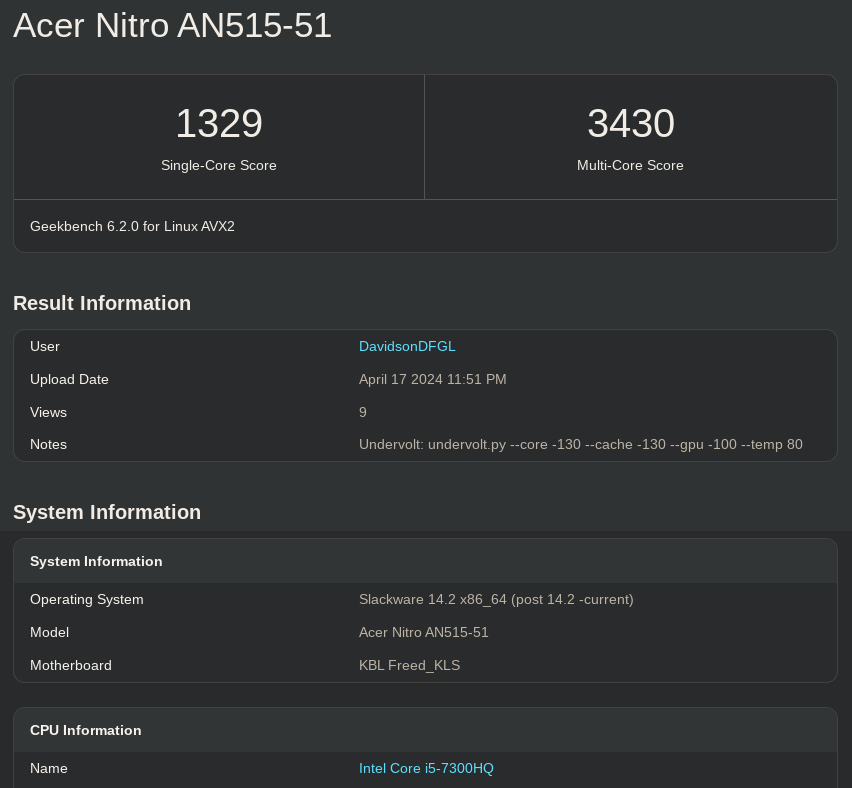 Acer Nitro AN515-51
1329
Single-Core Score
3430
Multi-Core Score
Geekbench 6.2.0 for Linux AVX2
Result Information
User DavidsonDFGL
Upload Date April 17 2024 11:51 PM
Views 9
Notes Undervolt: undervolt.py --core -130 --cache -130 --gpu -100 --temp 80
System Information
System Information
Operating System Slackware 14.2 x86_64 (post 14.2 -current)
Model Acer Nitro AN515-51
Motherboard KBL Freed_KLS
CPU Information
Name Intel Core i5-7300HQ